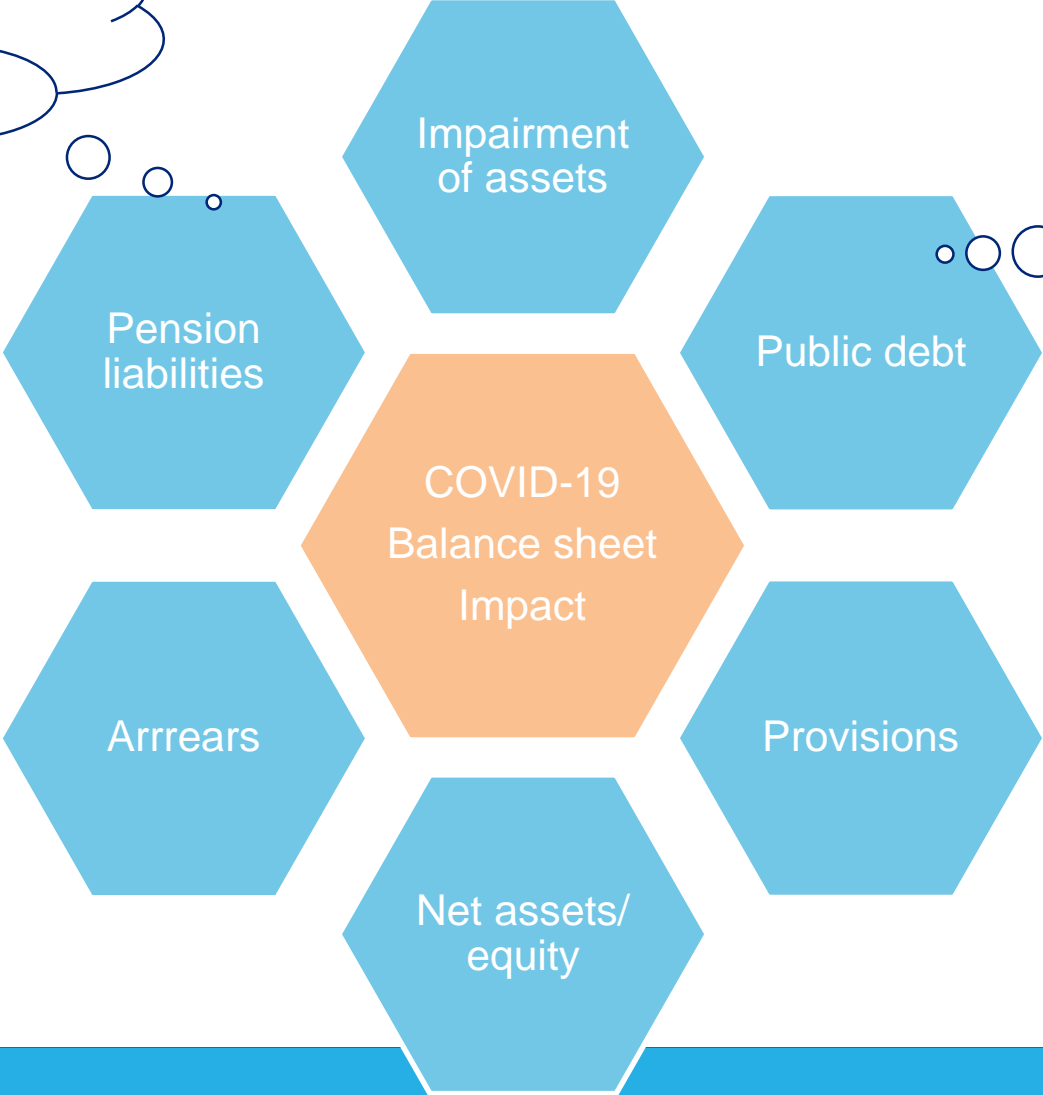 Impairment
of assets
Pension
liabilities
Public debt
COVID-19
Balance sheet
Impact
Arrrears
Provisions
Net assets/
equity